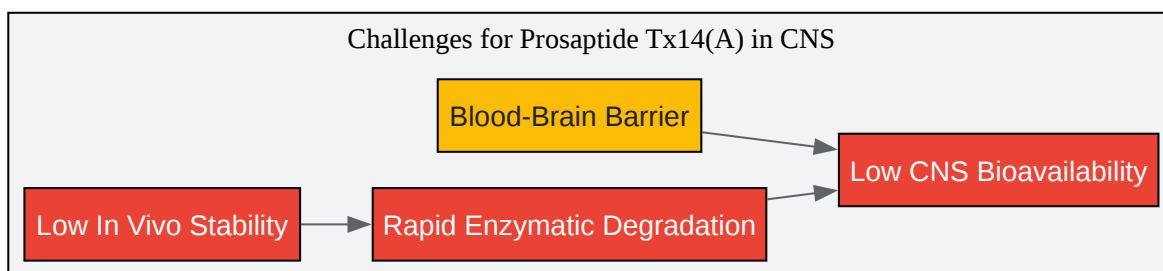 Challenges for Prosaptide Tx14(A) in CNS
Blood-Brain Barrier
Low CNS Bioavailability
Low In Vivo Stability
Rapid Enzymatic Degradation